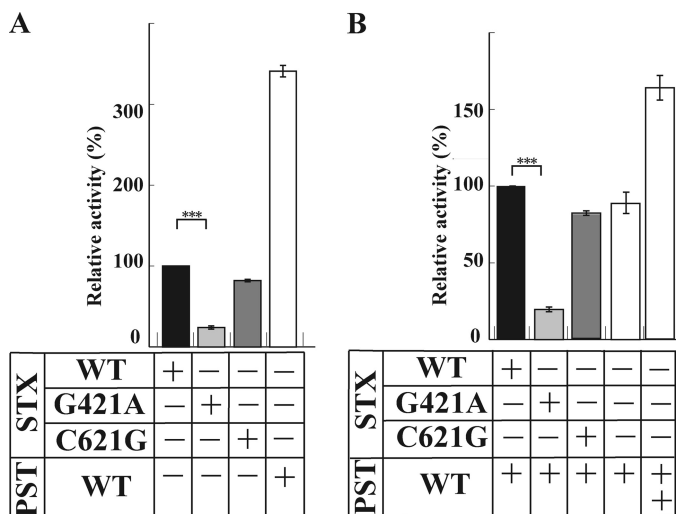 A
Relative activity (%)
300
200
100
0
***
STX
WT + − − −
G421A − + − −
C621G − − + −
PST
WT − − − +
B
Relative activity (%)
150
100
50
0
***
STX
WT + − − − −
G421A − + − − −
C621G − − + − −
PST
WT + + + + + +